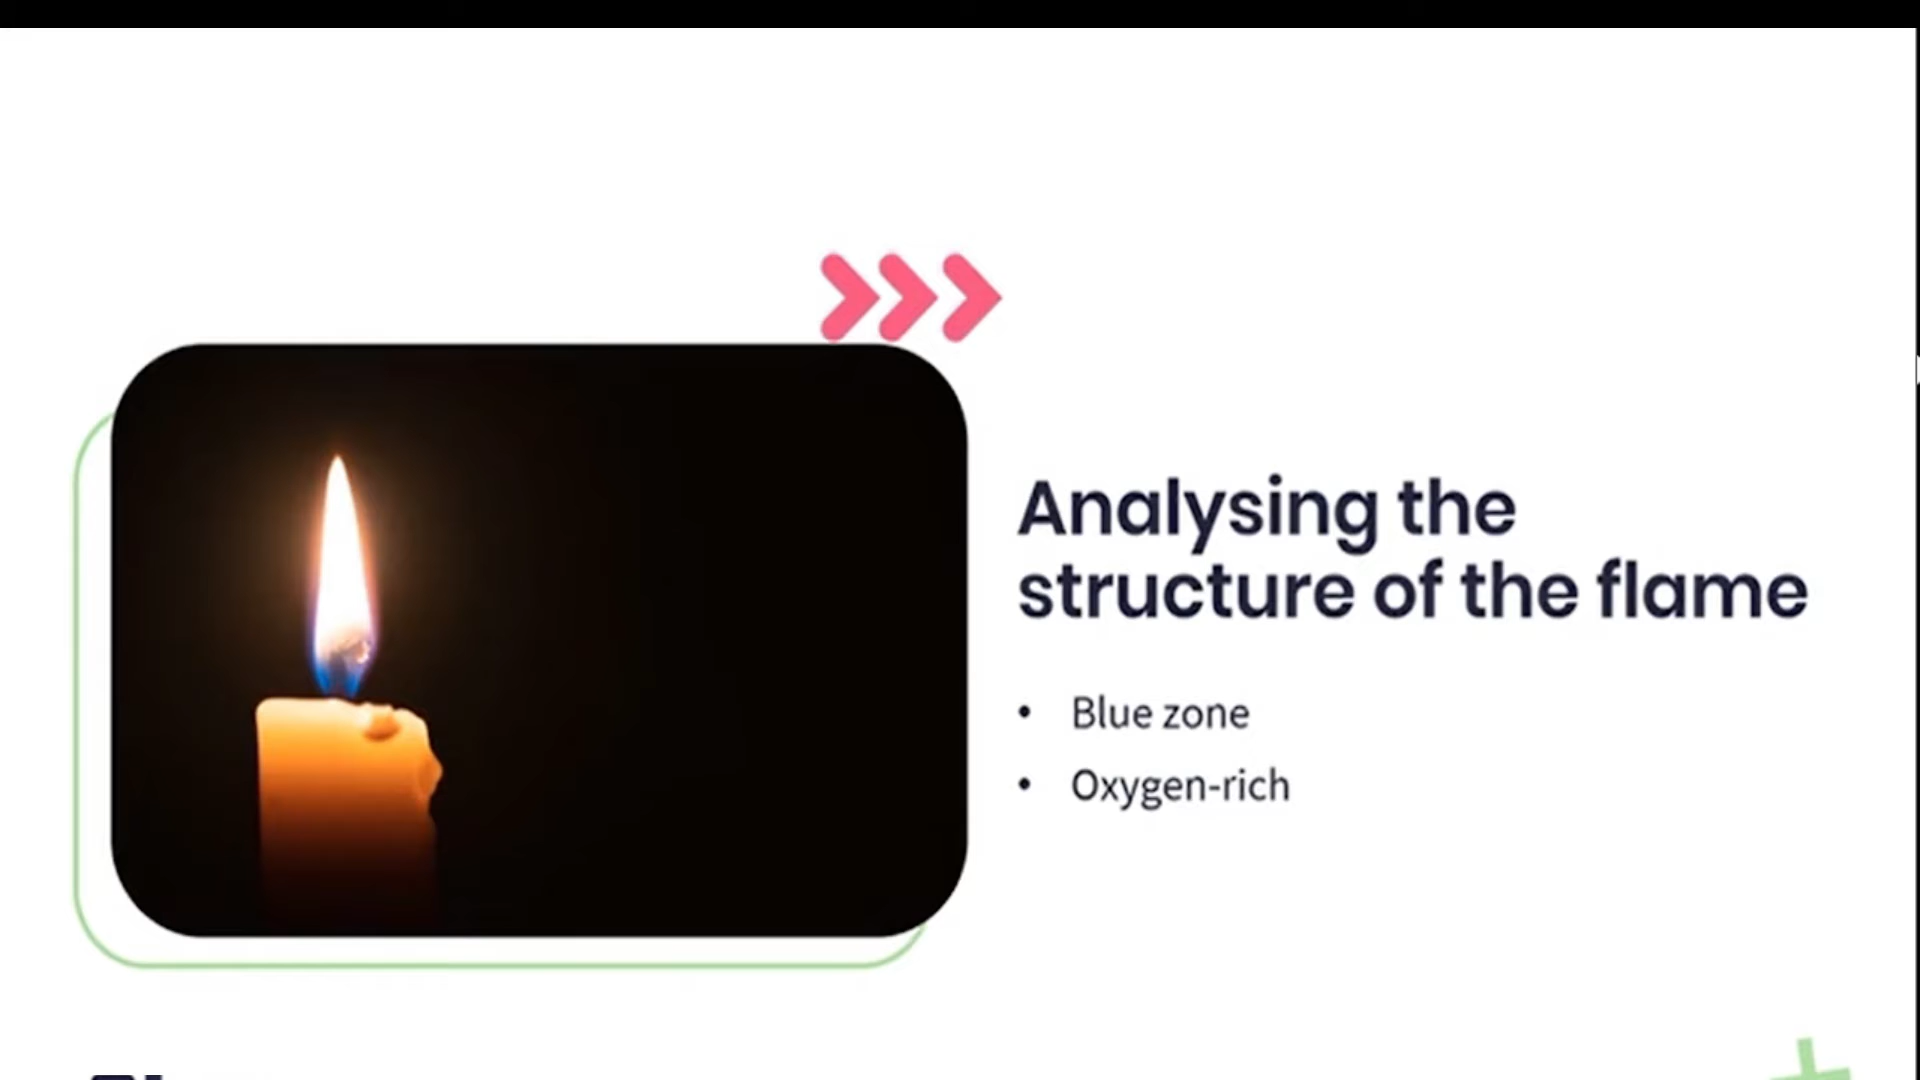 Analysing the
structure of the flame
• Blue zone
• Oxygen-rich